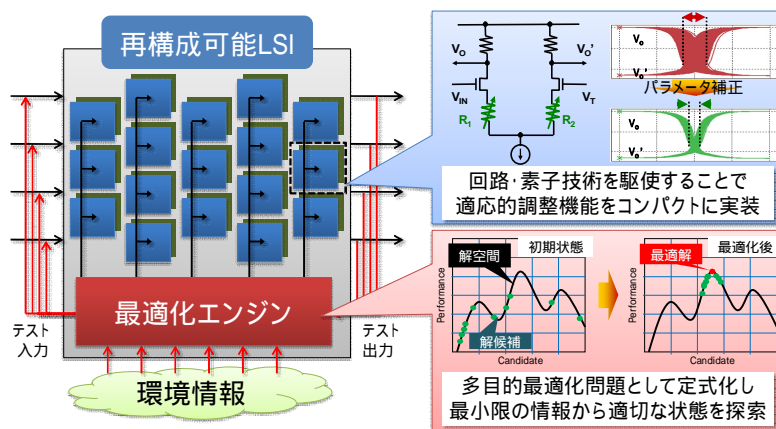 再構成可能LSI
最適化エンジン
テスト
入力
テスト
出力
環境情報
VO
VO'
VIN
VT
R1
R2
Vo
Vo'
パラメータ補正
Vo
Vo'
回路・素子技術を駆使することで
適応的調整機能をコンパクトに実装
初期状態
解空間
解候補
Performance
Candidate
最適化後
最適解
Performance
Candidate
多目的最適化問題として定式化し
最小限の情報から適切な状態を探索